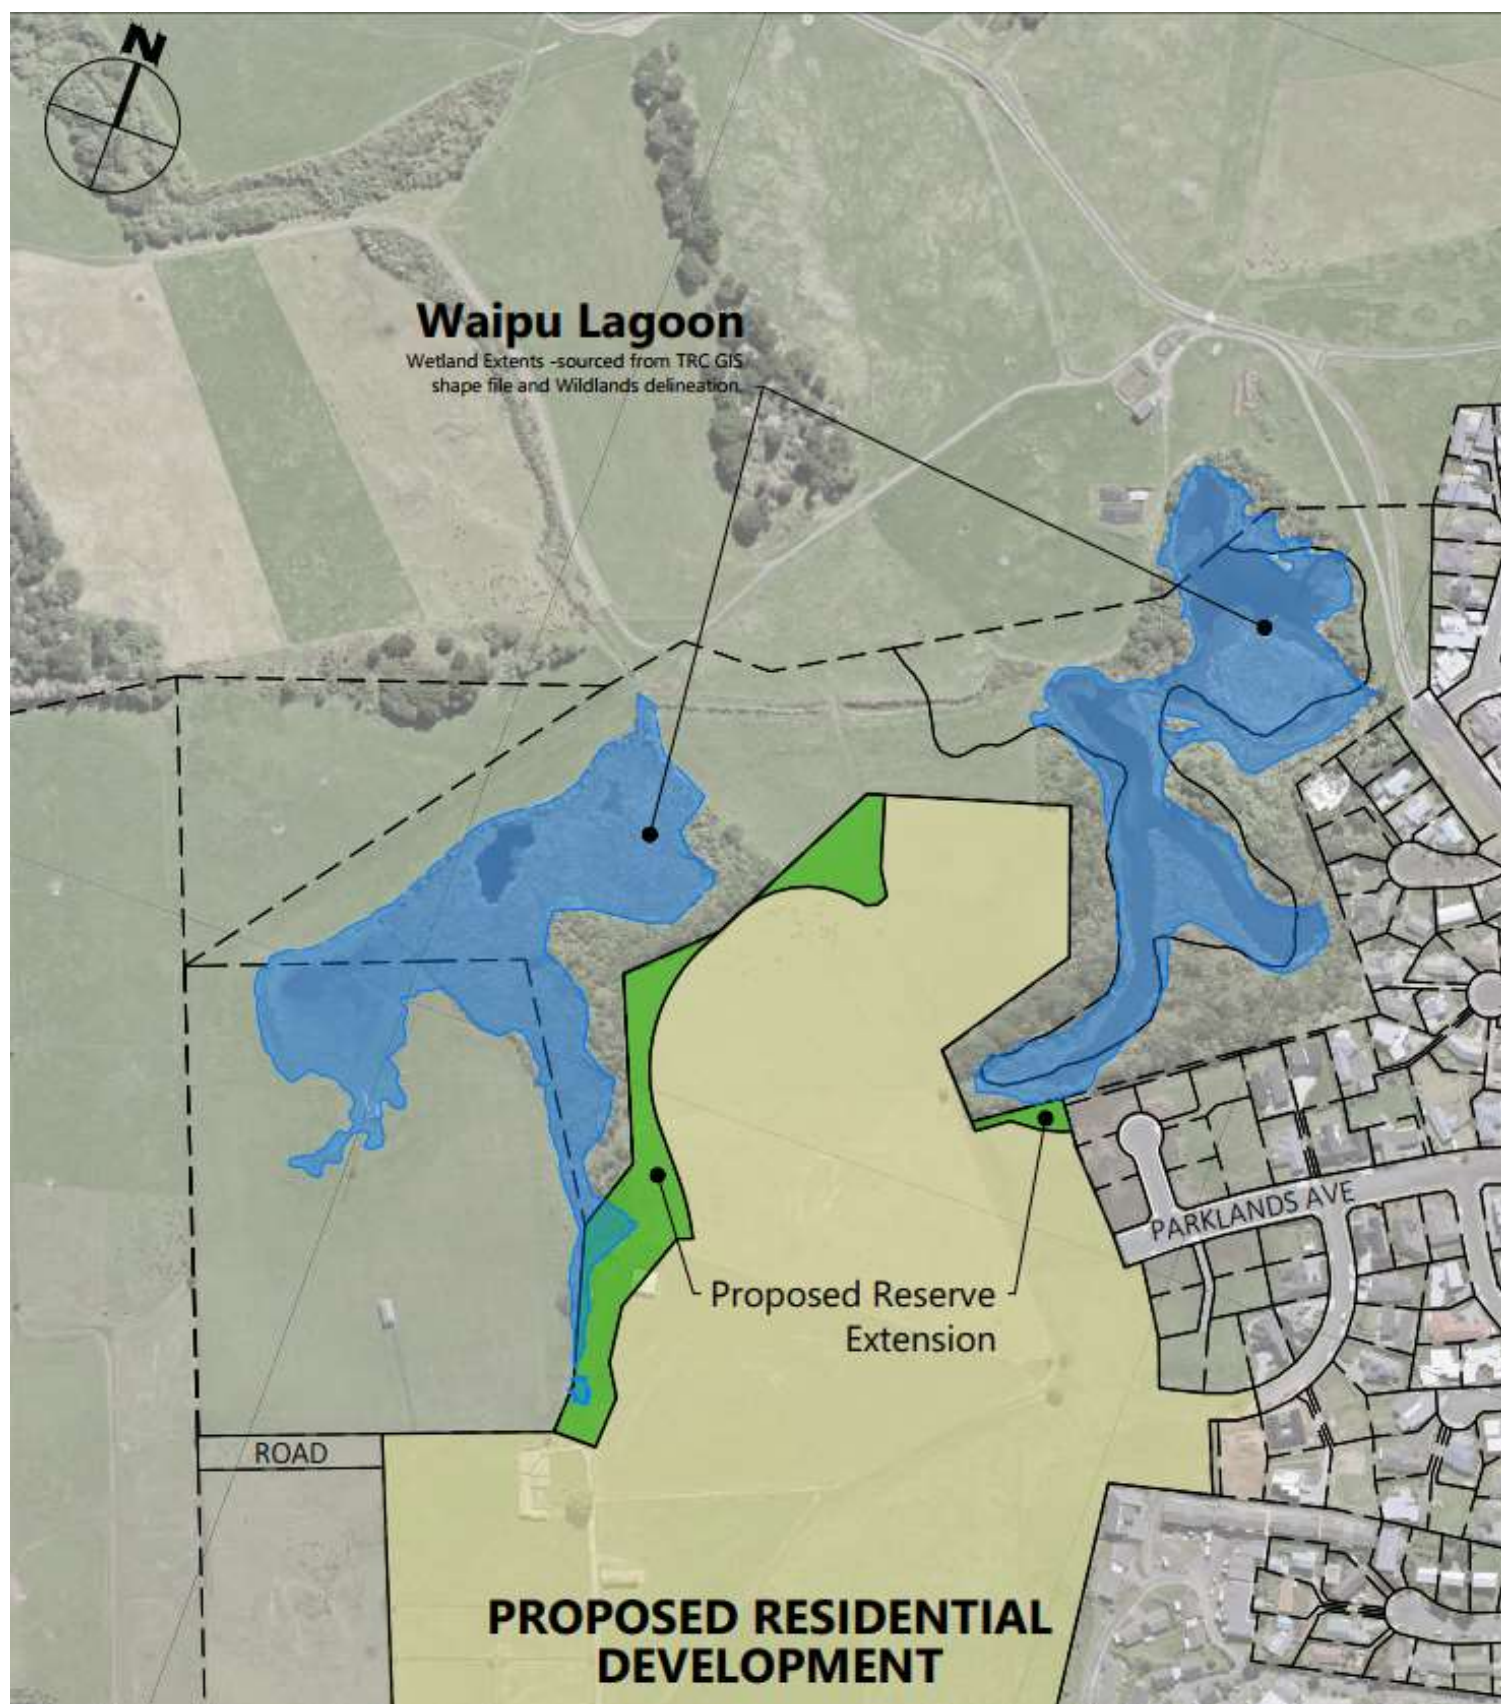 N
Waipu Lagoon
Wetland Extents -sourced from TRC GIS
shape file and Wildlands delineation.
PARKLANDS AVE
Proposed Reserve
Extension
ROAD
PROPOSED RESIDENTIAL
DEVELOPMENT